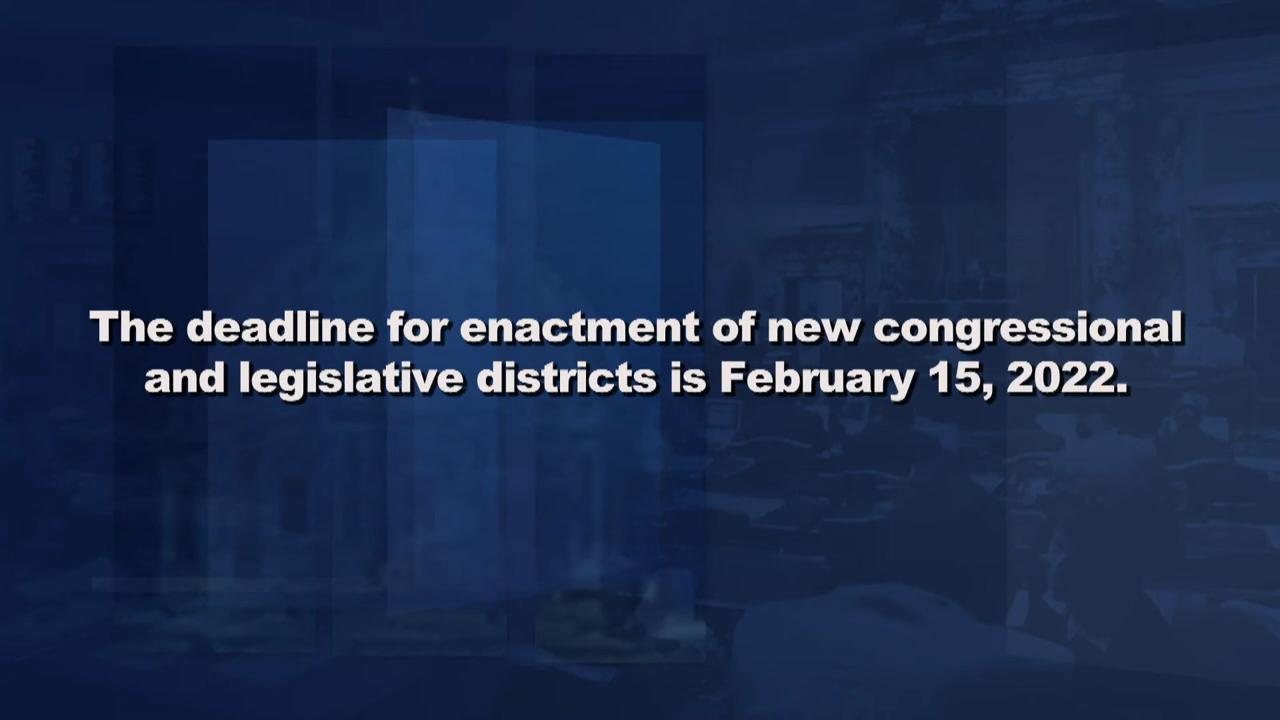 The deadline for enactment of new congressional
and legislative districts is February 15, 2022.